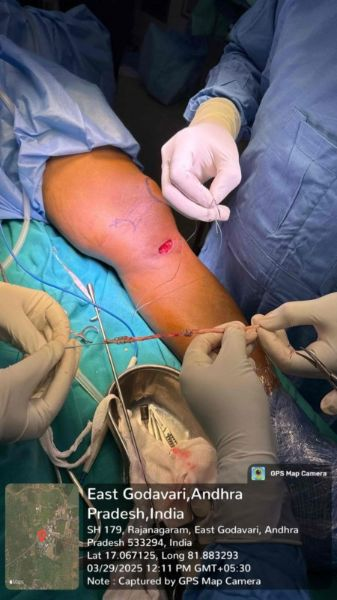 GPS Map Camera
East Godavari,Andhra
Pradesh,India
SH 179, Rajanagaram, East Godavari, Andhra
Pradesh 533294, India
Lat 17.067125, Long 81.883293
03/29/2025 12:11 PM GMT+05:30
Note : Captured by GPS Map Camera
Maps